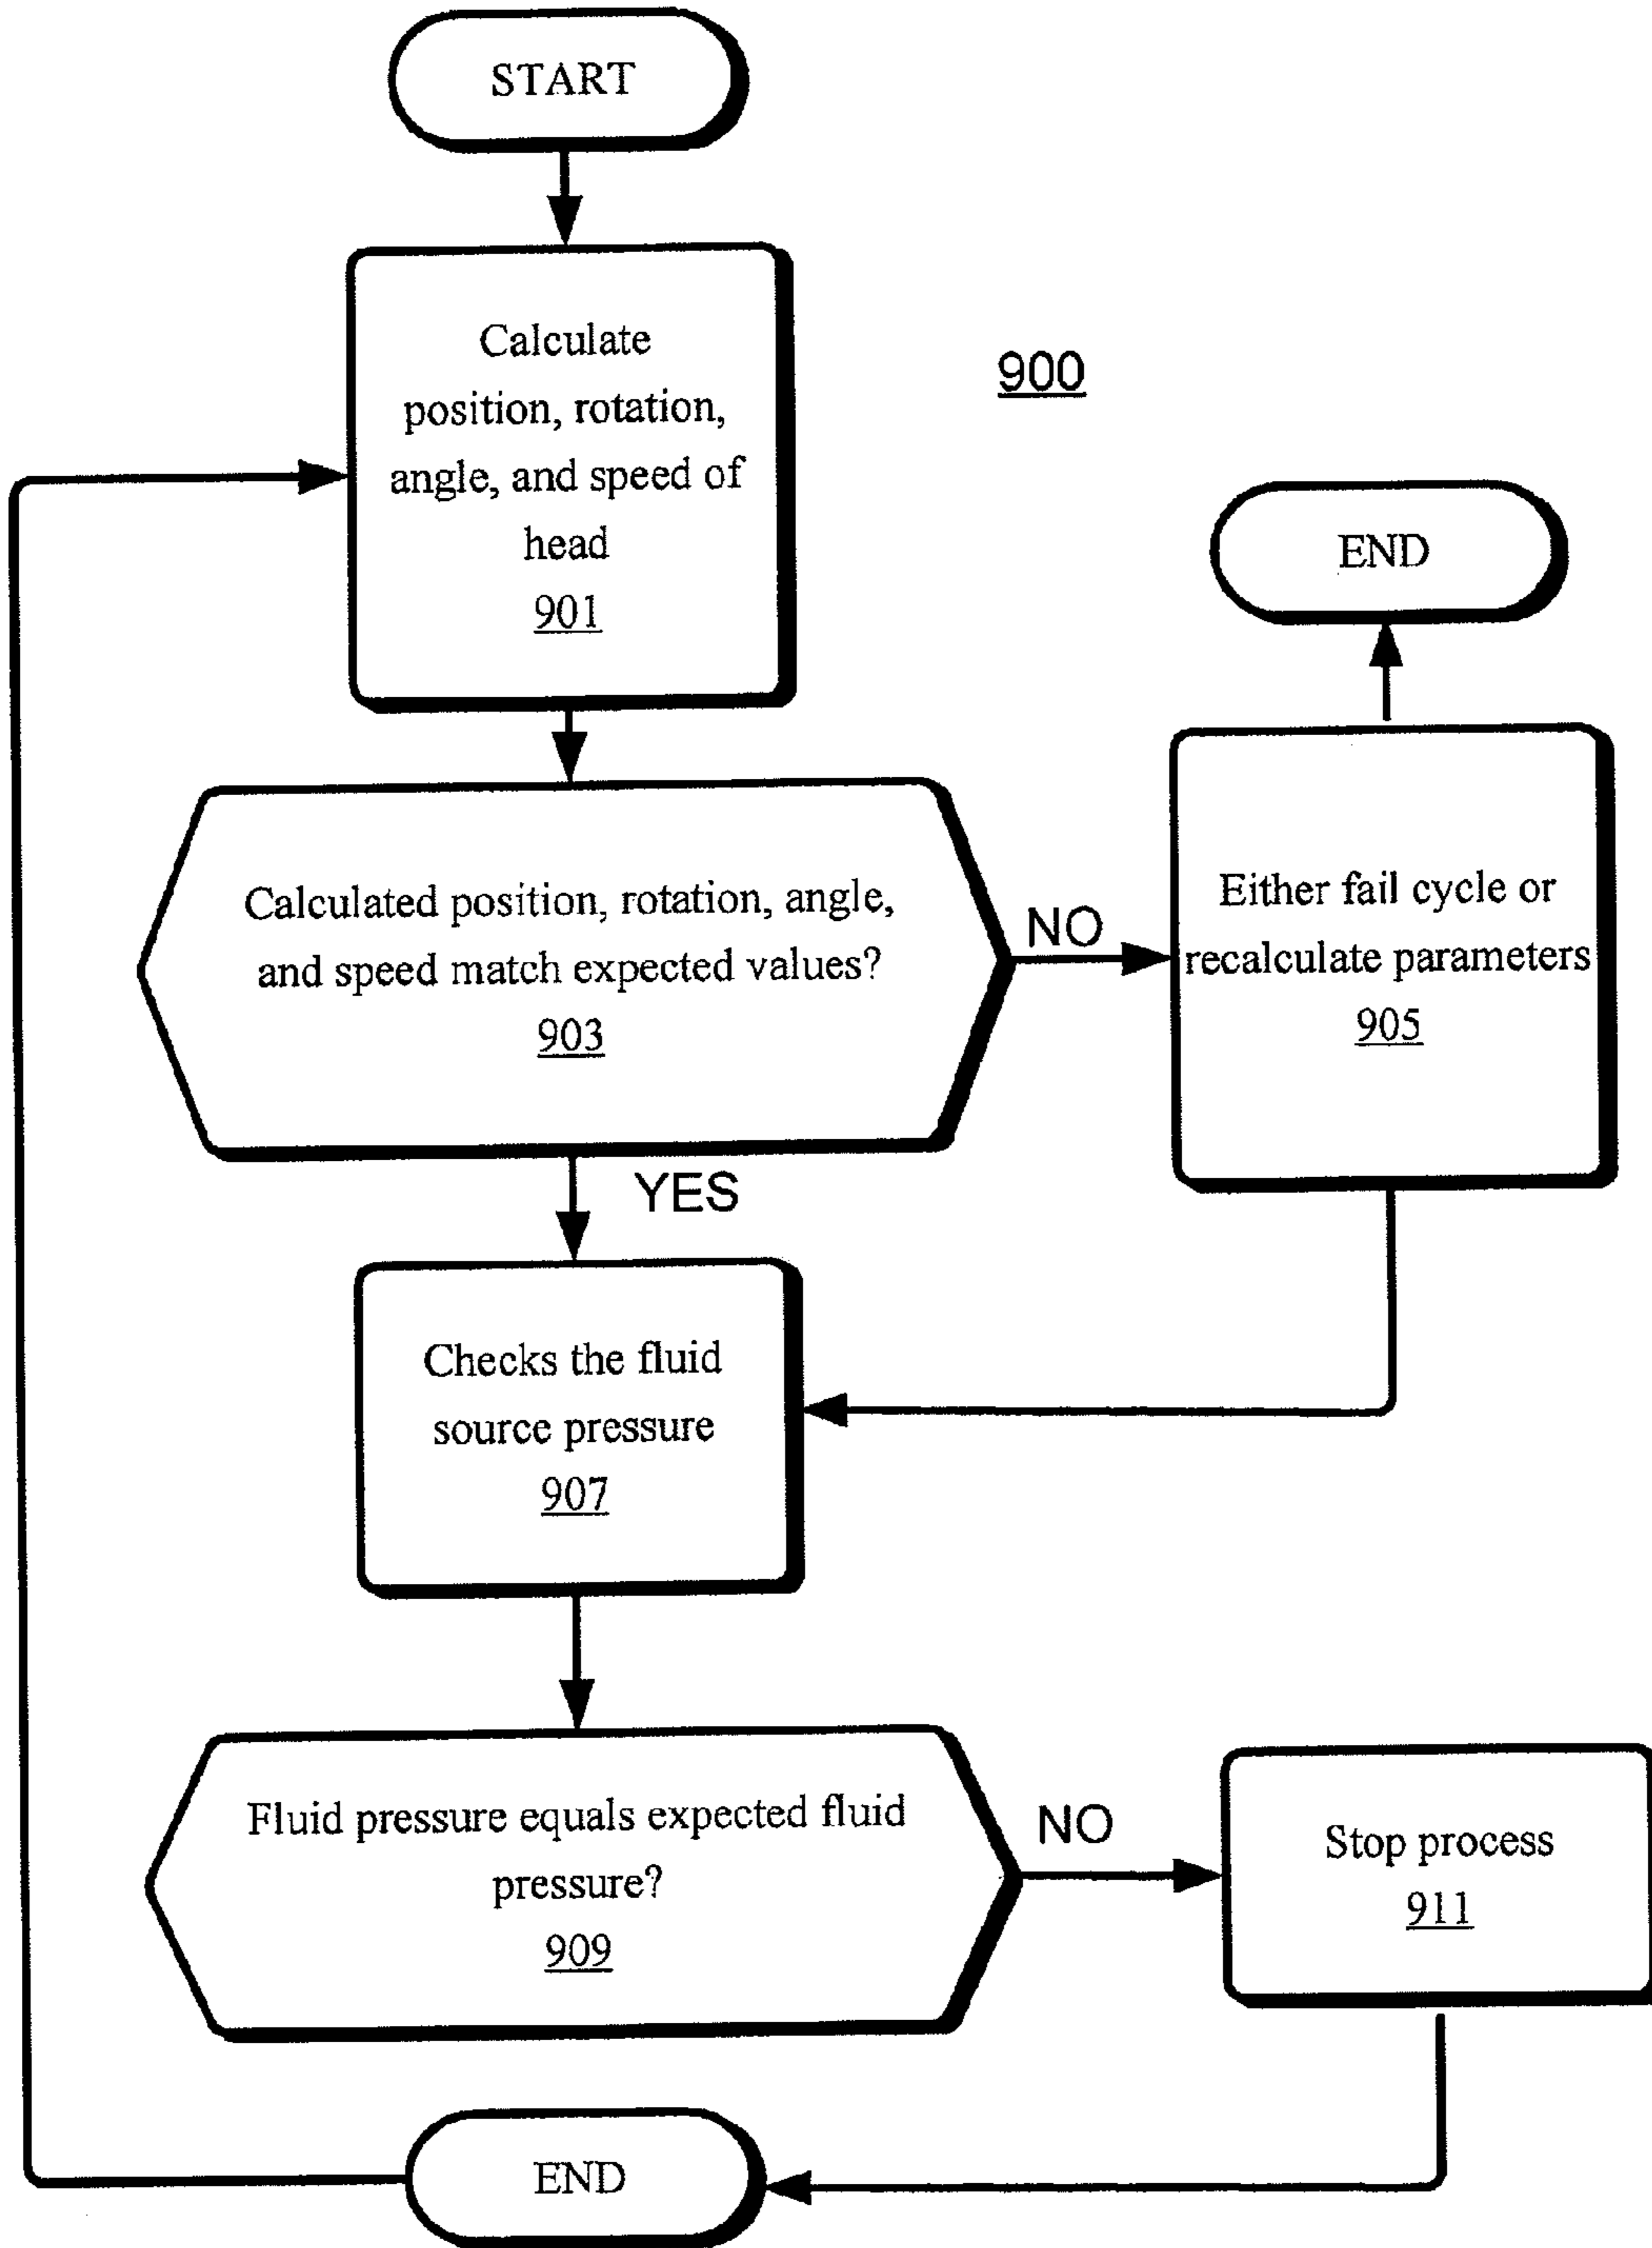 START
Calculate
position, rotation,
angle, and speed of
head
901
900
END
Calculated position, rotation, angle,
and speed match expected values?
903
NO
Either fail cycle or
recalculate parameters
905
YES
Checks the fluid
source pressure
907
Fluid pressure equals expected fluid
pressure?
909
NO
Stop process
911
END